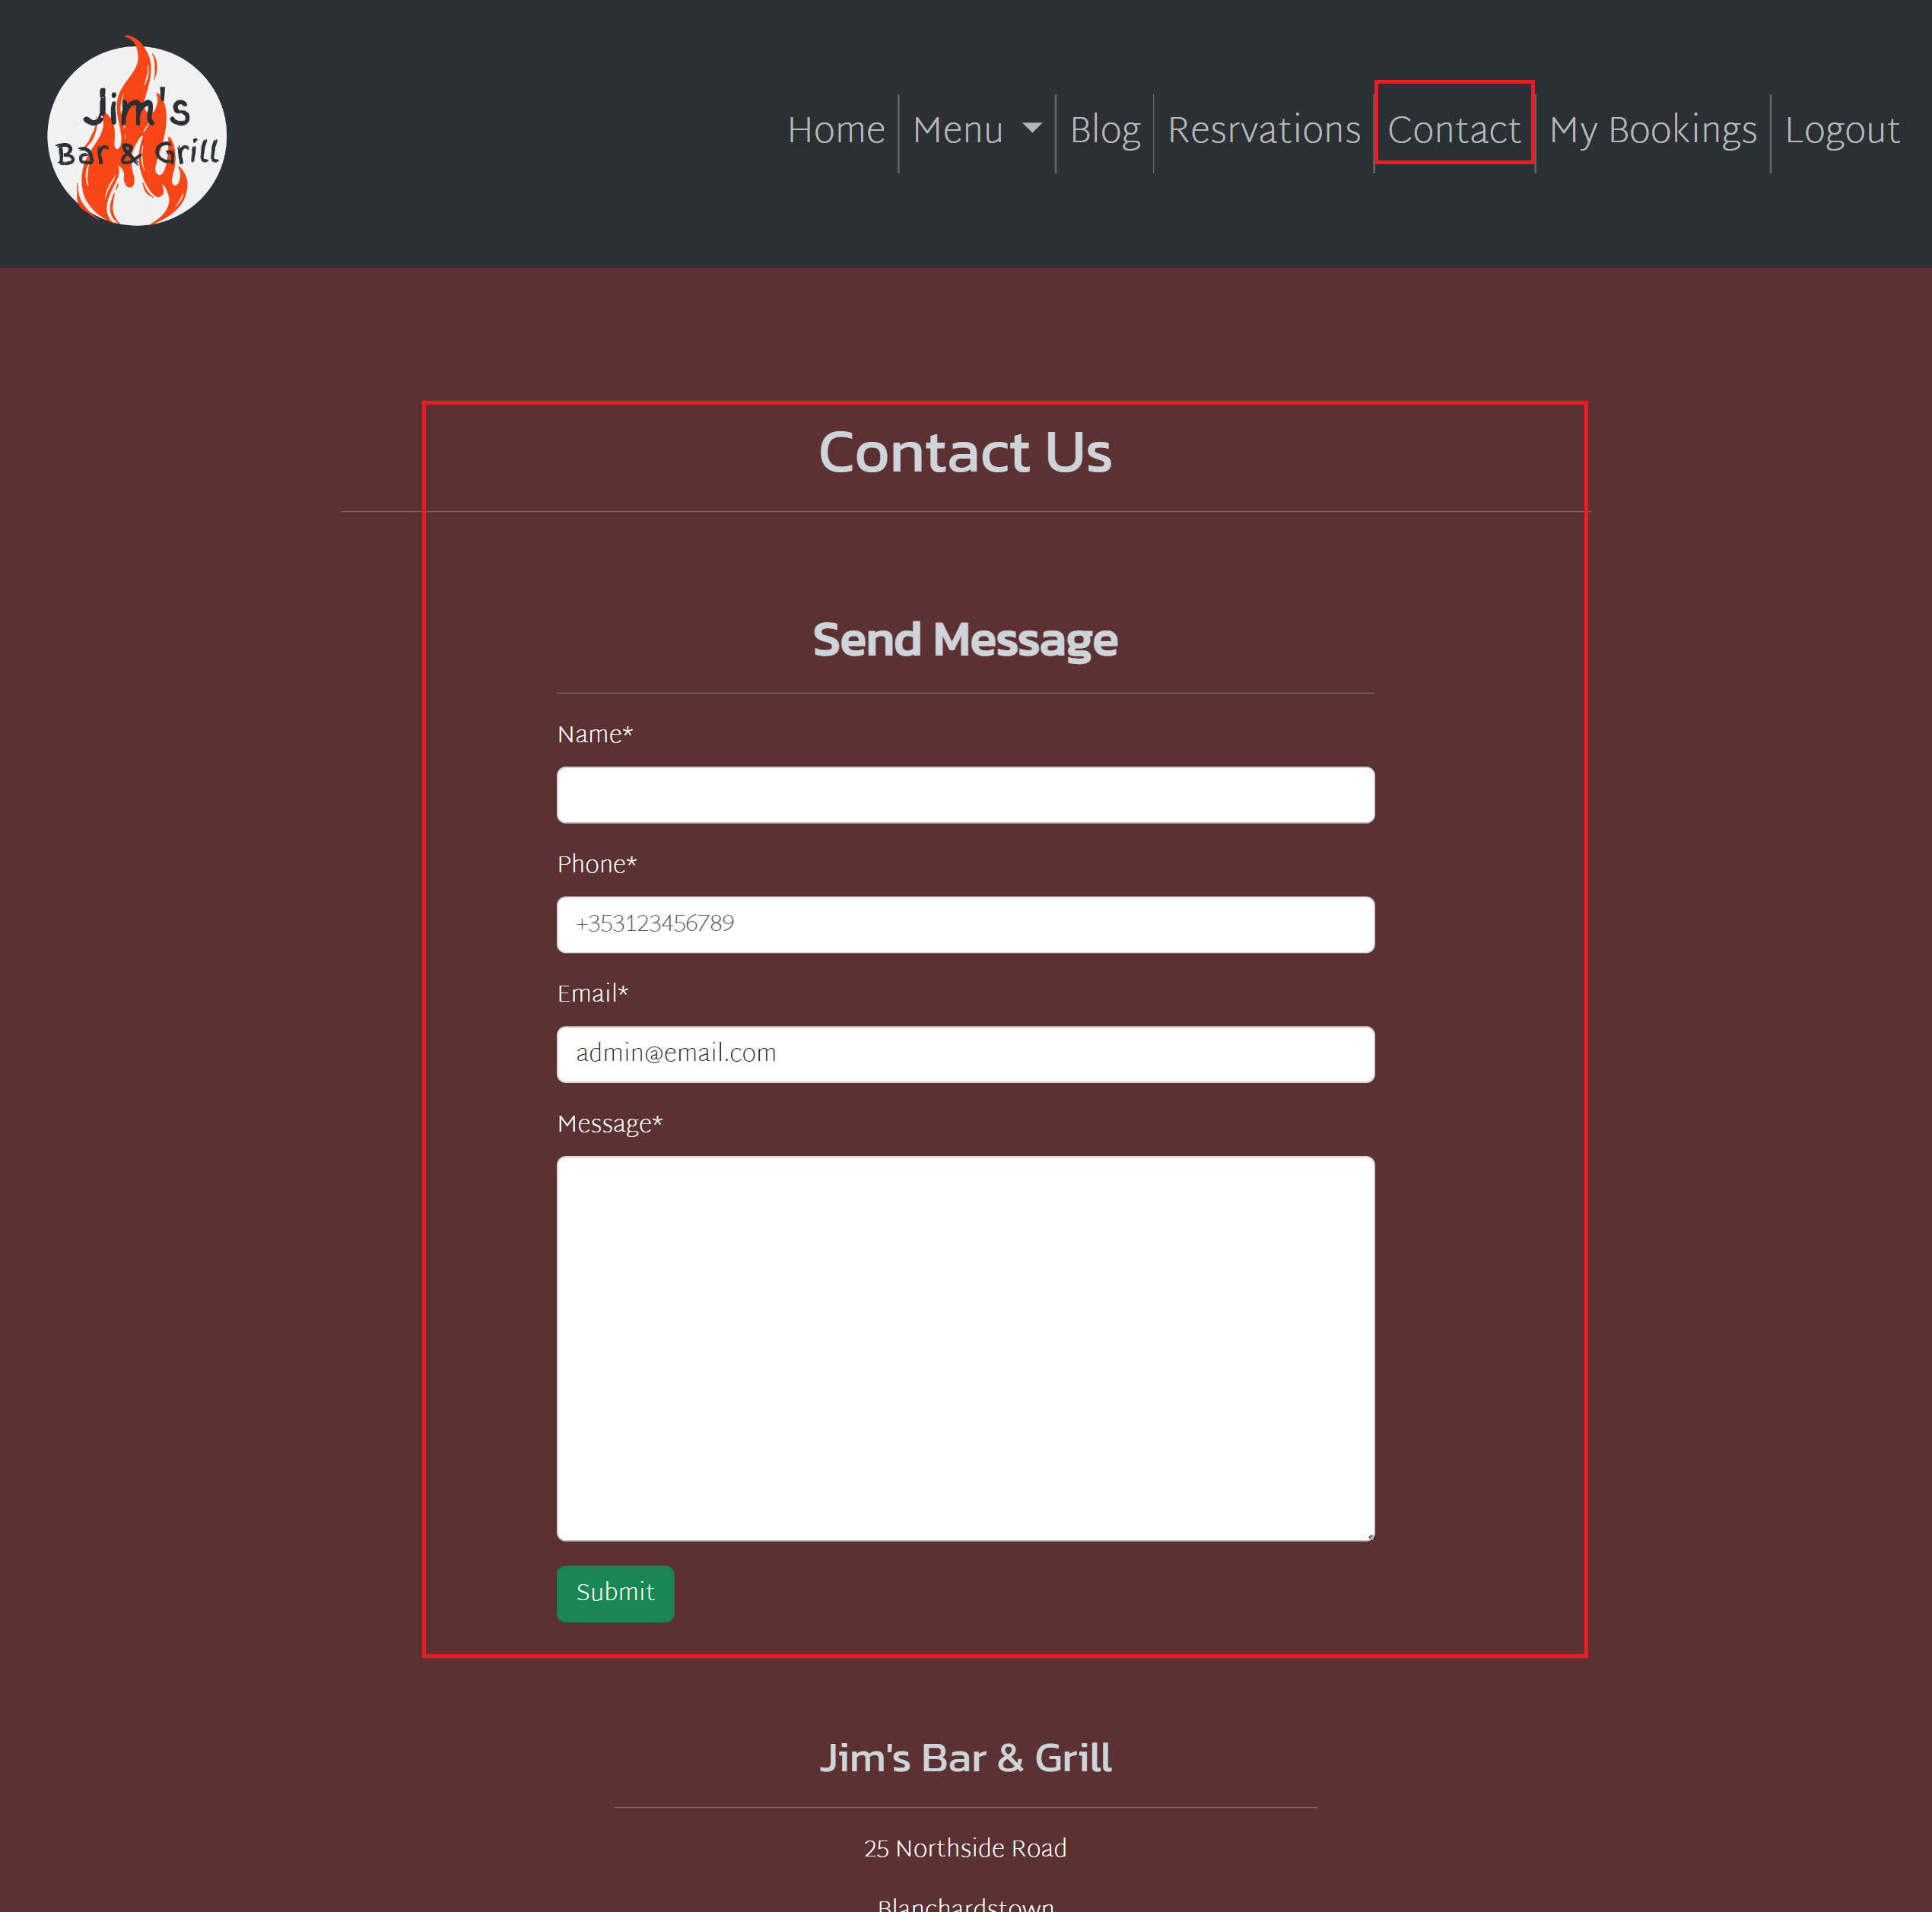 Jim's
Bar & Grill
Home
Menu
Blog
Resrvations
Contact
My Bookings
Logout
Contact Us
Send Message
Name*
Phone*
+353123456789
Email*
admin@email.com
Message*
Submit
Jim's Bar & Grill
25 Northside Road
Blanchardstown